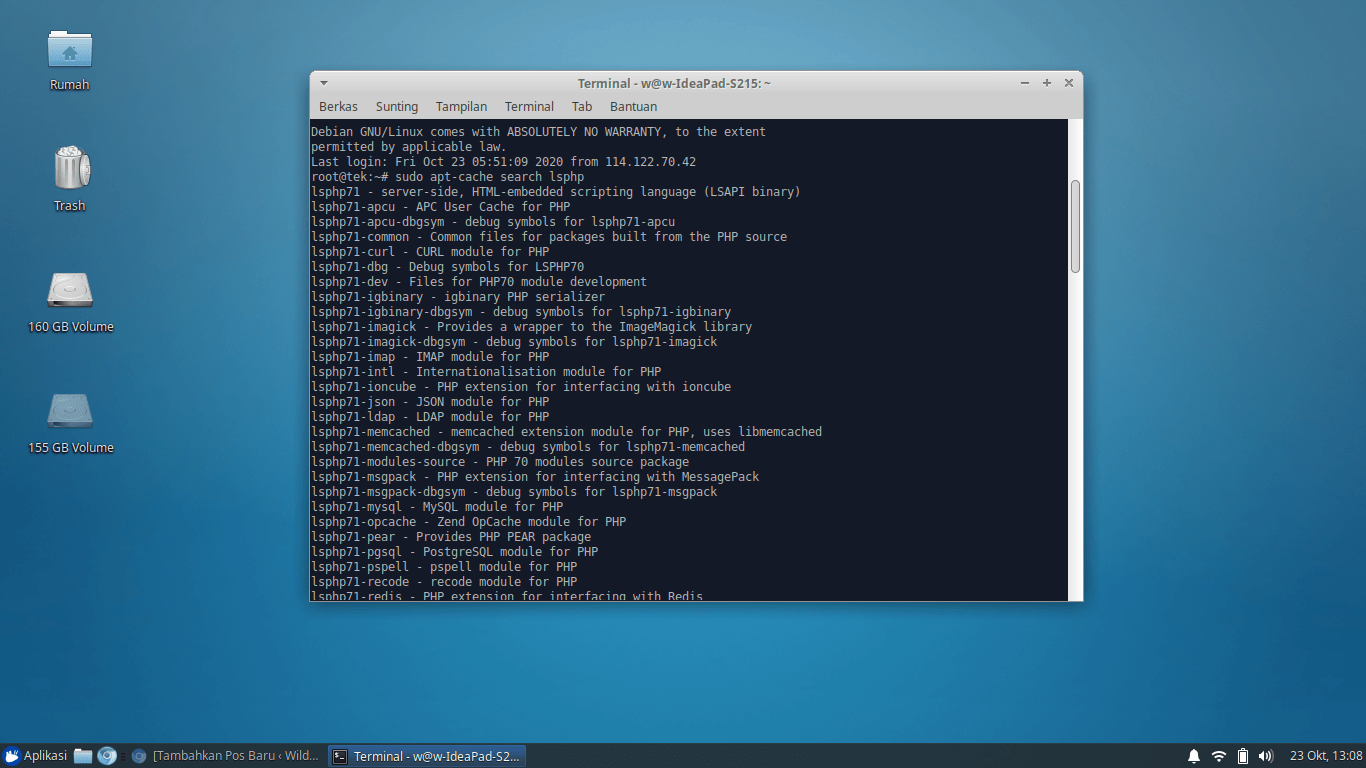 Rumah
Trash
160 GB Volume
155 GB Volume
Terminal - w@w-IdeaPad-S215: ~
Berkas Sunting Tampilan Terminal Tab Bantuan
Debian GNU/Linux comes with ABSOLUTELY NO WARRANTY, to the extent
permitted by applicable law.
Last login: Fri Oct 23 05:51:09 2020 from 114.122.70.42
root@tek:~# sudo apt-cache search lsphp
lsphp71 - server-side, HTML-embedded scripting language (LSAPI binary)
lsphp71-apcu - APC User Cache for PHP
lsphp71-apcu-dbgsym - debug symbols for lsphp71-apcu
lsphp71-common - Common files for packages built from the PHP source
lsphp71-curl - CURL module for PHP
lsphp71-dbg - Debug symbols for LSPHP70
lsphp71-dev - Files for PHP70 module development
lsphp71-igbinary - igbinary PHP serializer
lsphp71-igbinary-dbgsym - debug symbols for lsphp71-igbinary
lsphp71-imagick - Provides a wrapper to the ImageMagick library
lsphp71-imagick-dbgsym - debug symbols for lsphp71-imagick
lsphp71-imap - IMAP module for PHP
lsphp71-intl - Internationalisation module for PHP
lsphp71-ioncube - PHP extension for interfacing with ioncube
lsphp71-json - JSON module for PHP
lsphp71-ldap - LDAP module for PHP
lsphp71-memcached - memcached extension module for PHP, uses libmemcached
lsphp71-memcached-dbgsym - debug symbols for lsphp71-memcached
lsphp71-modules-source - PHP 70 modules source package
lsphp71-msgpack - PHP extension for interfacing with MessagePack
lsphp71-msgpack-dbgsym - debug symbols for lsphp71-msgpack
lsphp71-mysql - MySQL module for PHP
lsphp71-opcache - Zend OpCache module for PHP
lsphp71-pear - Provides PHP PEAR package
lsphp71-pgsql - PostgreSQL module for PHP
lsphp71-pspell - pspell module for PHP
lsphp71-recode - recode module for PHP
lsphp71-redis - PHP extension for interfacing with Redis
Aplikasi [Tambahkan Pos Baru ‹ Wild... Terminal - w@w-IdeaPad-S2... 23 Okt, 13:08